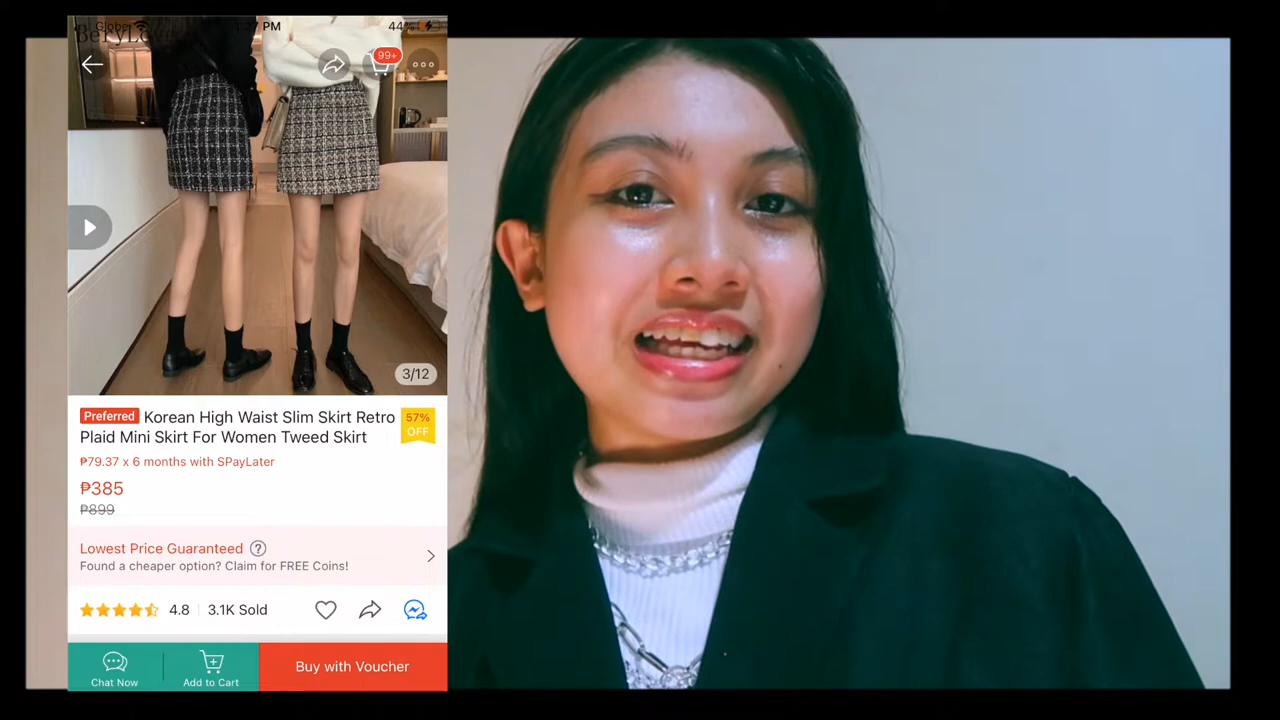 Globe
:27 PM
44%
99+
3/12
Preferred Korean High Waist Slim Skirt Retro
Plaid Mini Skirt For Women Tweed Skirt
57%
OFF
₱79.37 x 6 months with SPayLater
₱385
₱899
Lowest Price Guaranteed ?
Found a cheaper option? Claim for FREE Coins!
4.8 3.1K Sold
Chat Now
Add to Cart
Buy with Voucher